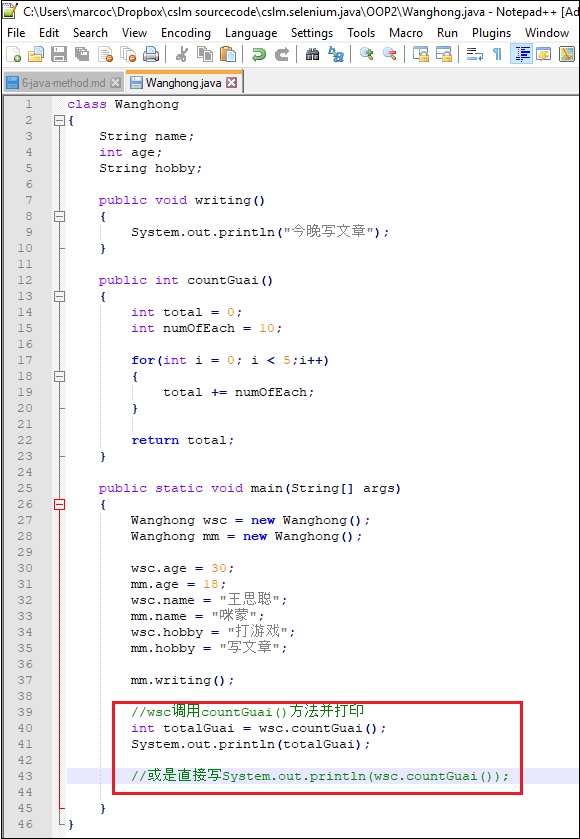 C:\Users\marcoc\Dropbox\cslm sourcecode\cslm.selenium.java\OOP2\Wanghong.java - Notepad++ [Ad
File Edit Search View Encoding Language Settings Tools Macro Run Plugins Window
6-java-method.md Wanghong.java
1 class Wanghong
2 {
3 String name;
4 int age;
5 String hobby;
6
7 public void writing()
8 {
9 System.out.println("今晚写文章");
10 }
11
12 public int countGuai()
13 {
14 int total = 0;
15 int numOfEach = 10;
16
17 for(int i = 0; i < 5;i++)
18 {
19 total += numOfEach;
20 }
21
22 return total;
23 }
24
25 public static void main(String[] args)
26 {
27 Wanghong wsc = new Wanghong();
28 Wanghong mm = new Wanghong();
29
30 wsc.age = 30;
31 mm.age = 18;
32 wsc.name = "王思聪";
33 mm.name = "咪蒙";
34 wsc.hobby = "打游戏";
35 mm.hobby = "写文章";
36
37 mm.writing();
38
39 //wsc调用countGuai()方法并打印
40 int totalGuai = wsc.countGuai();
41 System.out.println(totalGuai);
42
43 //或是直接写System.out.println(wsc.countGuai());
44
45 }
46 }